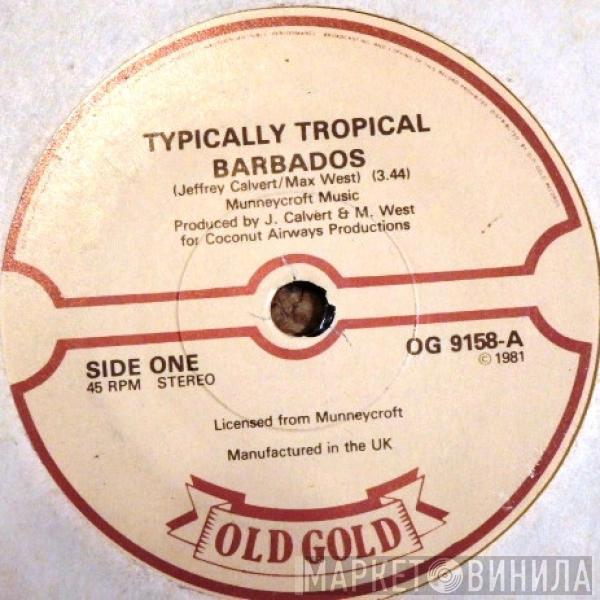 TYPICALLY TROPICAL
BARBADOS
(Jeffrey Calvert/Max West) (3.44)
Munneycroft Music
Produced by J. Calvert & M. West
for Coconut Airways Productions
SIDE ONE
45 RPM STEREO
OG 9158-A
© 1981
Licensed from Munneycroft
Manufactured in the UK
OLD GOLD
МАРКЕТ ВИНИЛА